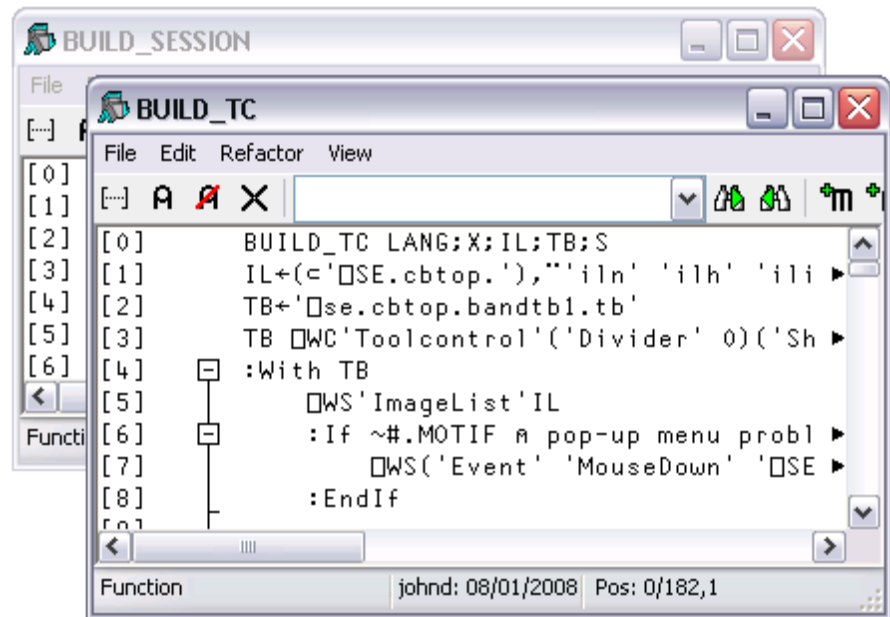 BUILD_SESSION
File
[0]
[1]
[2]
[3]
[4]
[5]
[6]
Functi
BUILD_TC
File Edit Refactor View
[0] BUILD_TC LANG;X;IL;TB;S
[1] IL←(⊂'⎕SE.cbtop.'),¨'iln' 'ilh' 'ili
[2] TB←'⎕se.cbtop.bandtb1.tb'
[3] TB ⎕WC'Toolcontrol'('Divider' 0)('Sh
[4] :With TB
[5] ⎕WS'ImageList'IL
[6] :If ~#.MOTIF ⍝ pop-up menu probl
[7] ⎕WS('Event' 'MouseDown' '⎕SE
[8] :EndIf
Function johnd: 08/01/2008 Pos: 0/182,1